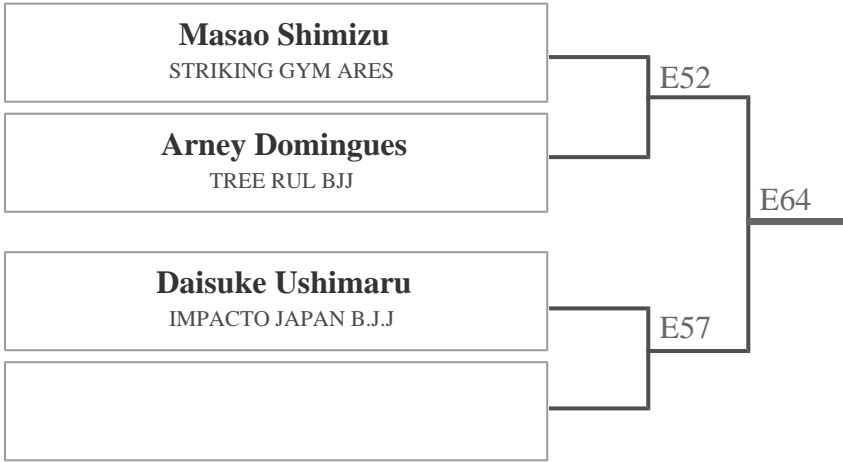 Masao Shimizu
STRIKING GYM ARES
E52
Arney Domingues
TREE RUL BJJ
E64
Daisuke Ushimaru
IMPACTO JAPAN B.J.J
E57